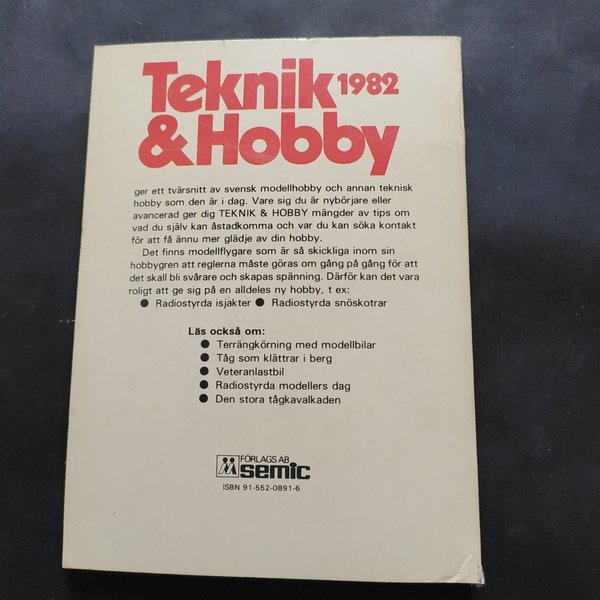 Teknik 1982
& Hobby
ger ett tvärsnitt av svensk modellhobby och annan teknisk
hobby som den är i dag. Vare sig du är nybörjare eller
avancerad ger dig TEKNIK & HOBBY mängder av tips om
vad du själv kan åstadkomma och var du kan söka kontakt
för att få ännu mer glädje av din hobby.
Det finns modellflygare som är så skickliga inom sin
hobbygren att reglerna måste göras om gång på gång för att
det skall bli svårare och skapas spänning. Därför kan det vara
roligt att ge sig på en alldeles ny hobby, t ex:
● Radiostyrda isjakter ● Radiostyrda snöskotrar
Läs också om:
● Terrängkörning med modellbilar
● Tåg som klättrar i berg
● Veteranlastbil
● Radiostyrda modellers dag
● Den stora tågkavalkaden
FÖRLAGS AB
semic
ISBN 91-552-0891-6